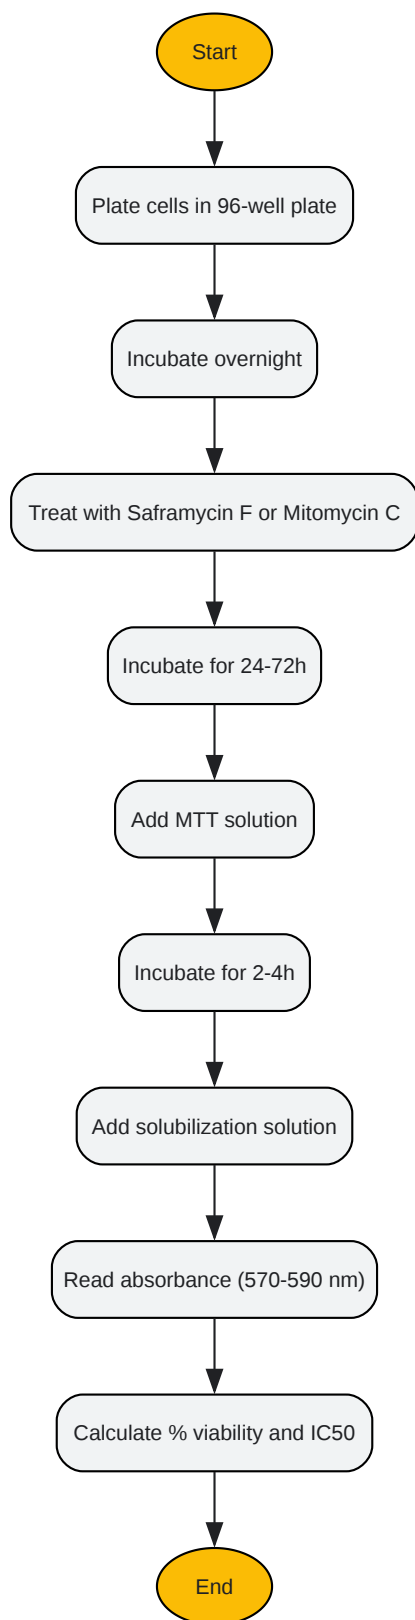 Start
Plate cells in 96-well plate
Incubate overnight
Treat with Saframycin F or Mitomycin C
Incubate for 24-72h
Add MTT solution
Incubate for 2-4h
Add solubilization solution
Read absorbance (570-590 nm)
Calculate % viability and IC50
End